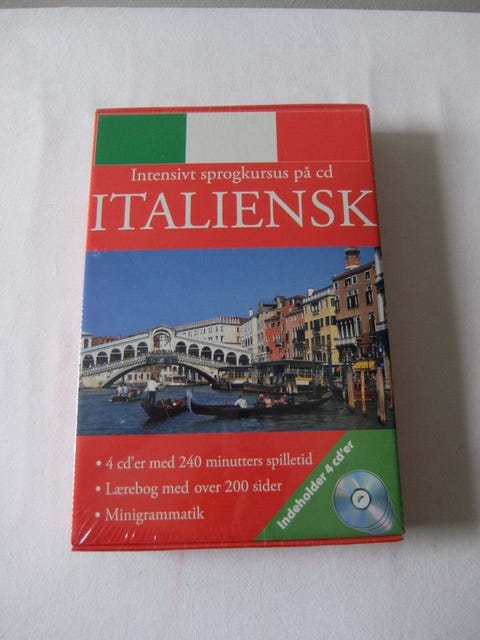 Intensivt sprogkursus på cd
ITALIENSK
• 4 cd'er med 240 minutters spilletid
• Lærebog med over 200 sider
• Minigrammatik
Indeholder 4 cd'er